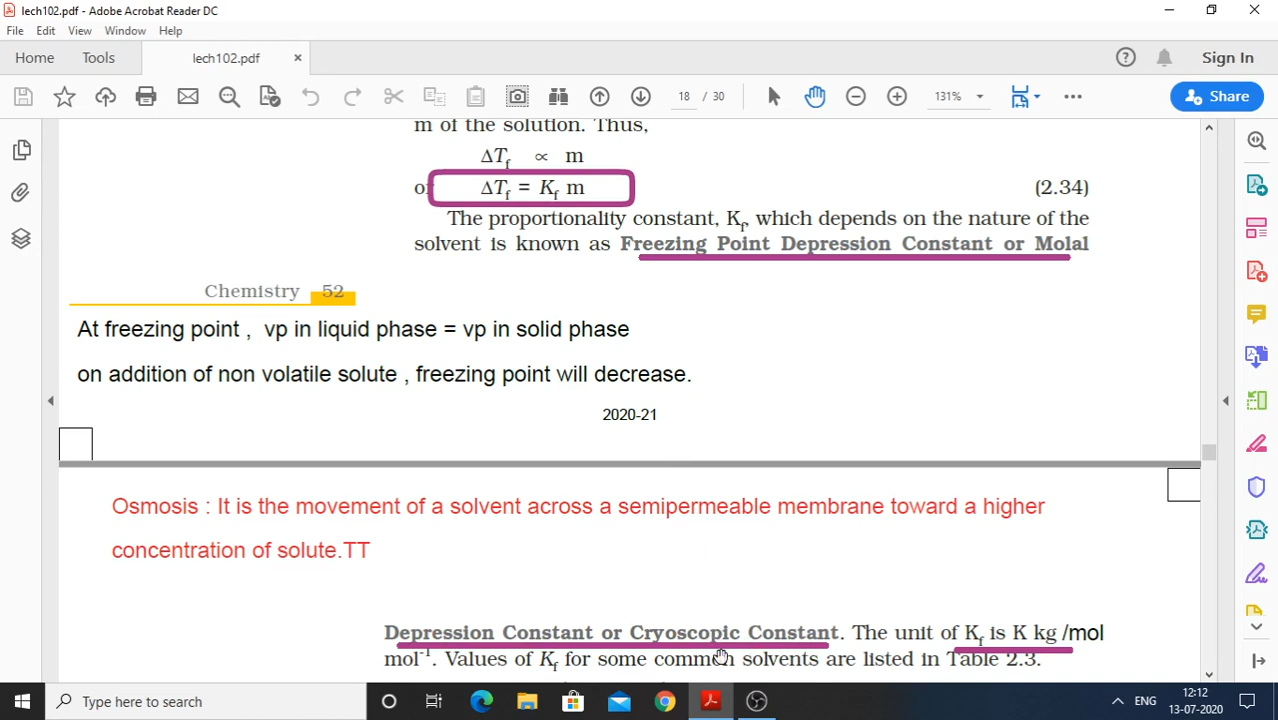 lech102.pdf - Adobe Acrobat Reader DC
File Edit View Window Help
Home Tools lech102.pdf × Sign In
18 / 30 131% Share
m of the solution. Thus,
ΔTf ∝ m
or ΔTf = Kf m (2.34)
The proportionality constant, Kf, which depends on the nature of the
solvent is known as Freezing Point Depression Constant or Molal
Chemistry 52
At freezing point , vp in liquid phase = vp in solid phase
on addition of non volatile solute , freezing point will decrease.
2020-21
Osmosis : It is the movement of a solvent across a semipermeable membrane toward a higher
concentration of solute.TT
Depression Constant or Cryoscopic Constant. The unit of Kf is K kg /mol
mol⁻¹. Values of Kf for some common solvents are listed in Table 2.3.
Type here to search ENG 12:12
13-07-2020